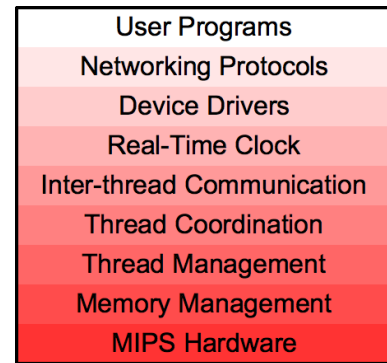 User Programs
Networking Protocols
Device Drivers
Real-Time Clock
Inter-thread Communication
Thread Coordination
Thread Management
Memory Management
MIPS Hardware